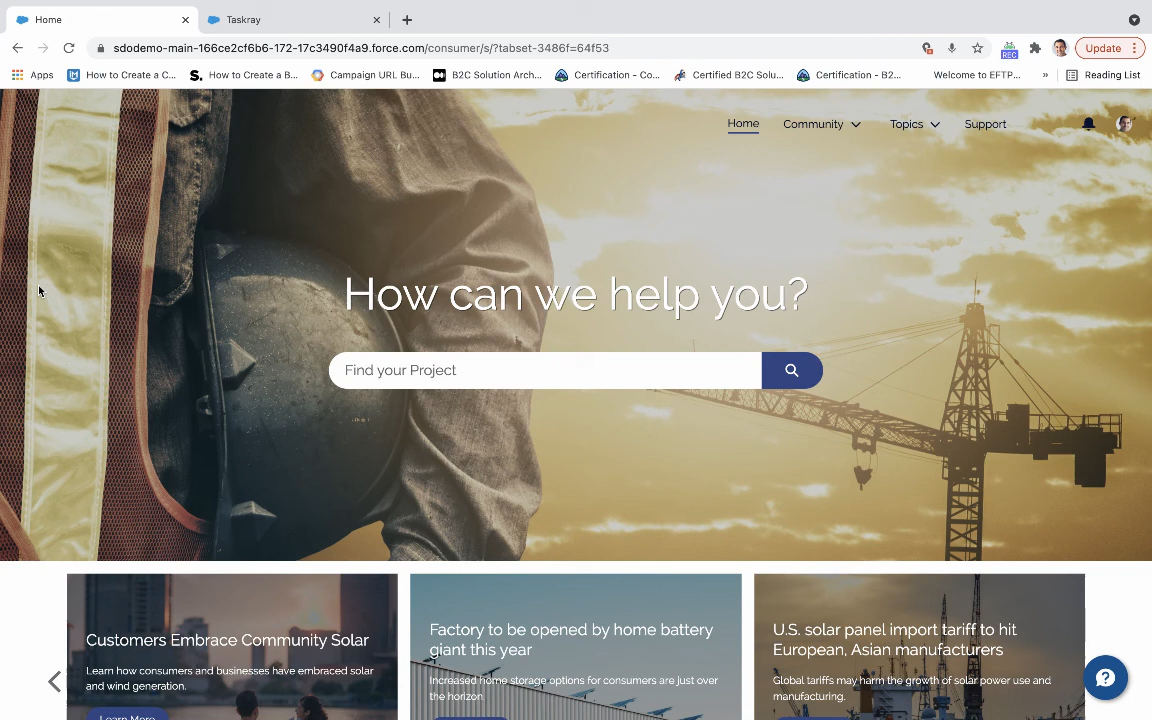 Home
Taskray
sdodemo-main-166ce2cf6b6-172-17c3490f4a9.force.com/consumer/s/?tabset-3486f=64f53
REC
Update
Apps
How to Create a C...
How to Create a B...
Campaign URL Bu...
B2C Solution Arch...
Certification - Co...
Certified B2C Solu...
Certification - B2...
Welcome to EFTP...
»
Reading List
Home
Community
Topics
Support
How can we help you?
Find your Project
Customers Embrace Community Solar
Learn how consumers and businesses have embraced solar
and wind generation.
Learn More
Factory to be opened by home battery
giant this year
Increased home storage options for consumers are just over
the horizon
U.S. solar panel import tariff to hit
European, Asian manufacturers
Global tariffs may harm the growth of solar power use and
manufacturing.